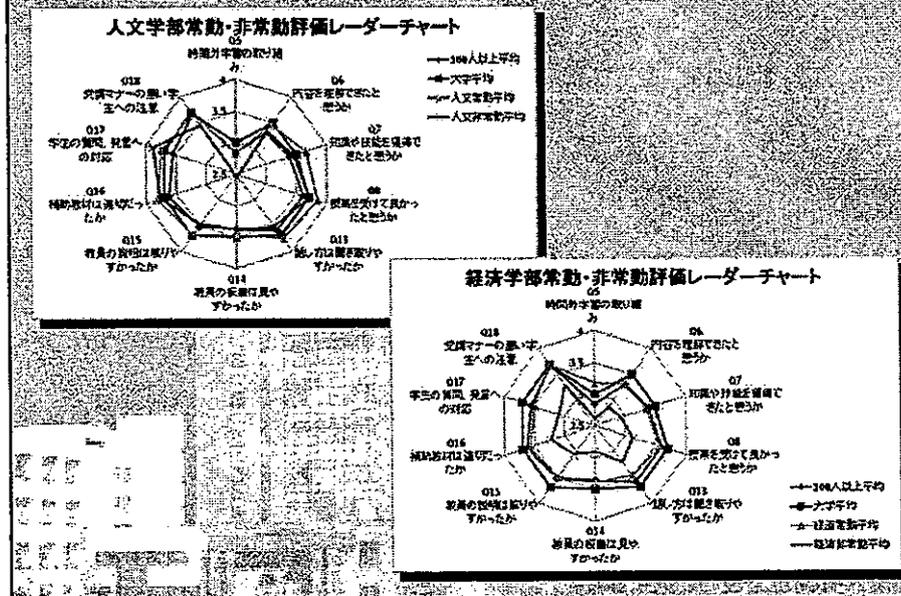 人文学部常勤・非常勤評価レーダーチャート
Q5
時間外学習の取り組
み
4
3.5
2.5
Q6
内容を理解できたと
思うか
Q7
知識や技能を獲得で
きたと思うか
Q8
授業を受けて良かっ
たと思うか
Q13
話し方は聞き取りや
すかったか
Q14
教員の板書は見や
すかったか
Q15
教員の説明は解りや
すかったか
Q16
補助教材は適切だっ
たか
Q17
学生の質問、発言へ
の対応
Q18
受講マナーの悪い学
生への注意
100人以上平均
大学平均
人文常勤平均
人文非常勤平均
経済学部常勤・非常勤評価レーダーチャート
Q5
時間外学習の取り組
み
4
3.5
2.5
Q6
内容を理解できたと
思うか
Q7
知識や技能を獲得で
きたと思うか
Q8
授業を受けて良かっ
たと思うか
Q13
話し方は聞き取りや
すかったか
Q14
教員の板書は見や
すかったか
Q15
教員の説明は解りや
すかったか
Q16
補助教材は適切だっ
たか
Q17
学生の質問、発言へ
の対応
Q18
受講マナーの悪い学
生への注意
100人以上平均
大学平均
経済常勤平均
経済非常勤平均